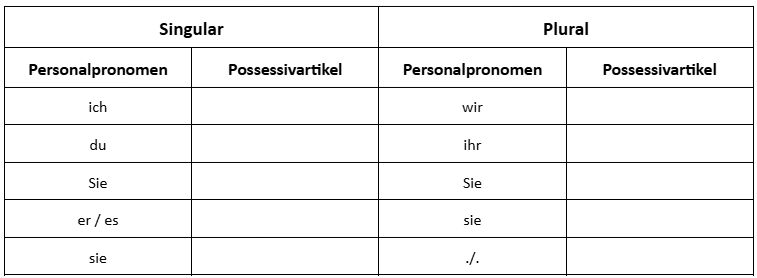 Singular Plural
Personalpronomen Possessivartikel Personalpronomen Possessivartikel
ich wir
du ihr
Sie Sie
er / es sie
sie ./.